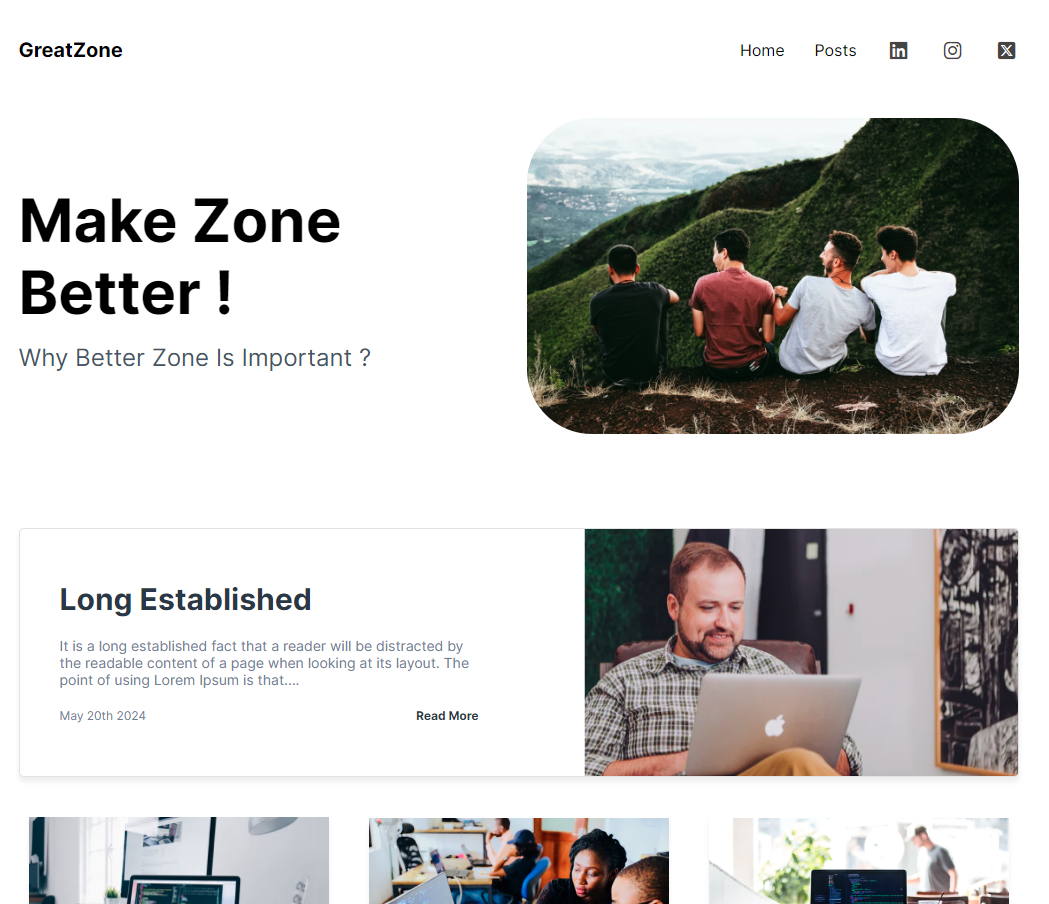 GreatZone
Home Posts
Make Zone
Better !
Why Better Zone Is Important ?
Long Established
It is a long established fact that a reader will be distracted by
the readable content of a page when looking at its layout. The
point of using Lorem Ipsum is that....
May 20th 2024 Read More